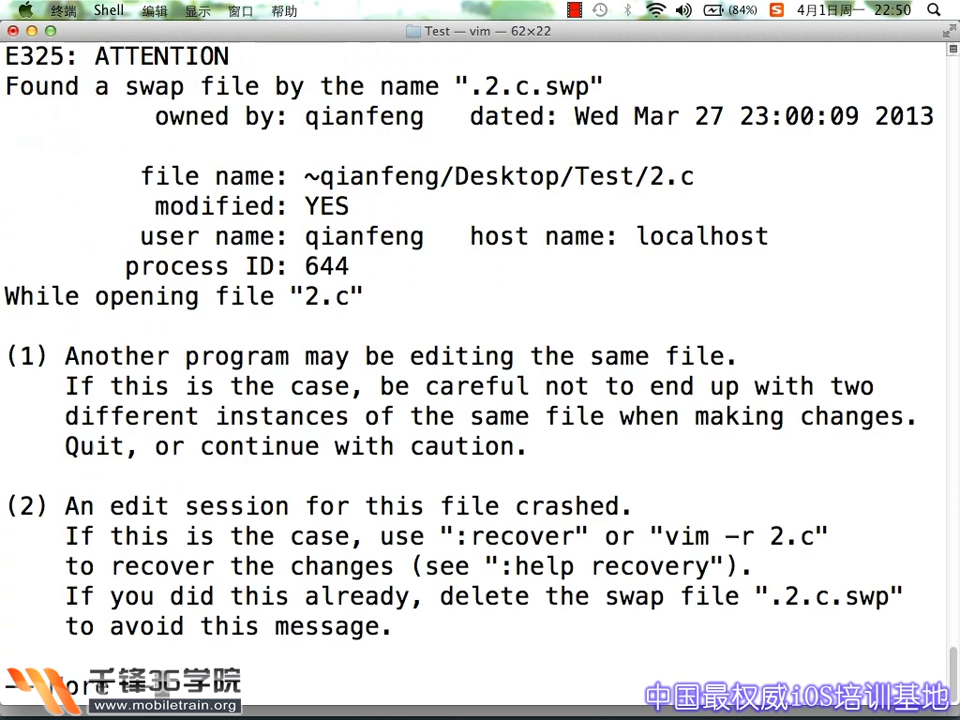 终端 Shell 编辑 显示 窗口 帮助 (84%) 4月1日周一 22:50
Test — vim — 62×22
E325: ATTENTION
Found a swap file by the name ".2.c.swp"
owned by: qianfeng dated: Wed Mar 27 23:00:09 2013
file name: ~qianfeng/Desktop/Test/2.c
modified: YES
user name: qianfeng host name: localhost
process ID: 644
While opening file "2.c"
(1) Another program may be editing the same file.
If this is the case, be careful not to end up with two
different instances of the same file when making changes.
Quit, or continue with caution.
(2) An edit session for this file crashed.
If this is the case, use ":recover" or "vim -r 2.c"
to recover the changes (see ":help recovery").
If you did this already, delete the swap file ".2.c.swp"
to avoid this message.
千锋3G学院
www.mobiletrain.org
中国最权威iOS培训基地